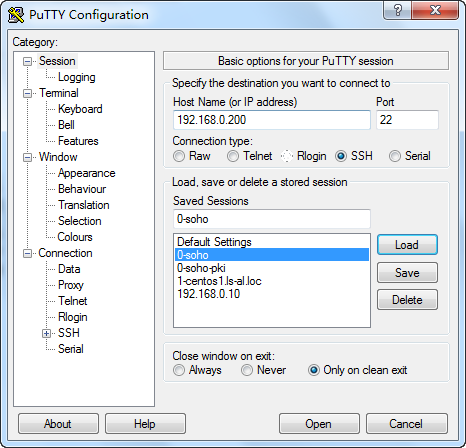 PuTTY Configuration
Category:
Session
Logging
Terminal
Keyboard
Bell
Features
Window
Appearance
Behaviour
Translation
Selection
Colours
Connection
Data
Proxy
Telnet
Rlogin
SSH
Serial
Basic options for your PuTTY session
Specify the destination you want to connect to
Host Name (or IP address) Port
192.168.0.200 22
Connection type:
Raw Telnet Rlogin SSH Serial
Load, save or delete a stored session
Saved Sessions
0-soho
Default Settings
0-soho
0-soho-pki
1-centos1.ls-al.loc
192.168.0.10
Load
Save
Delete
Close window on exit:
Always Never Only on clean exit
About Help Open Cancel